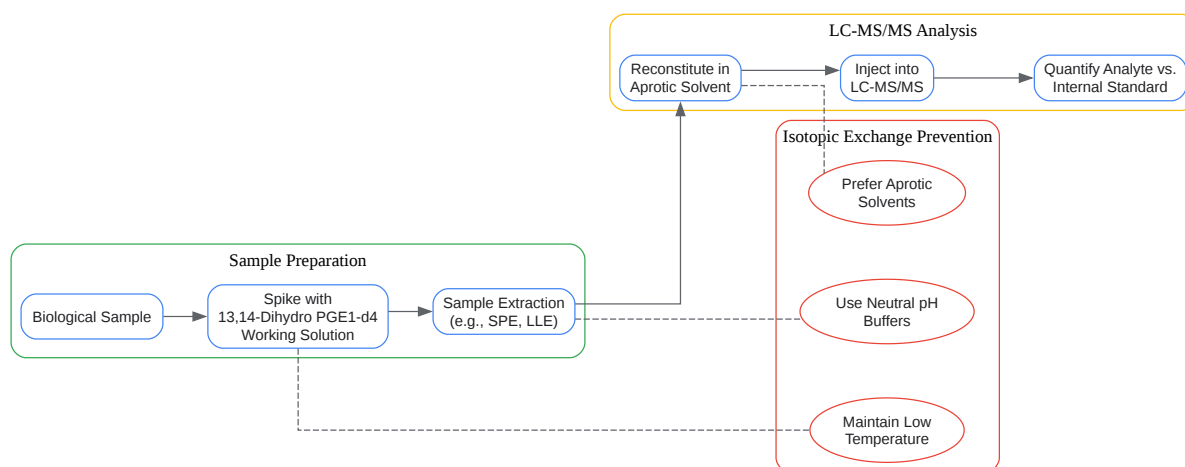 LC-MS/MS Analysis
Reconstitute in
Aprotic Solvent
Inject into
LC-MS/MS
Quantify Analyte vs.
Internal Standard
Isotopic Exchange Prevention
Prefer Aprotic
Solvents
Use Neutral pH
Buffers
Maintain Low
Temperature
Sample Preparation
Biological Sample
Spike with
13,14-Dihydro PGE1-d4
Working Solution
Sample Extraction
(e.g., SPE, LLE)